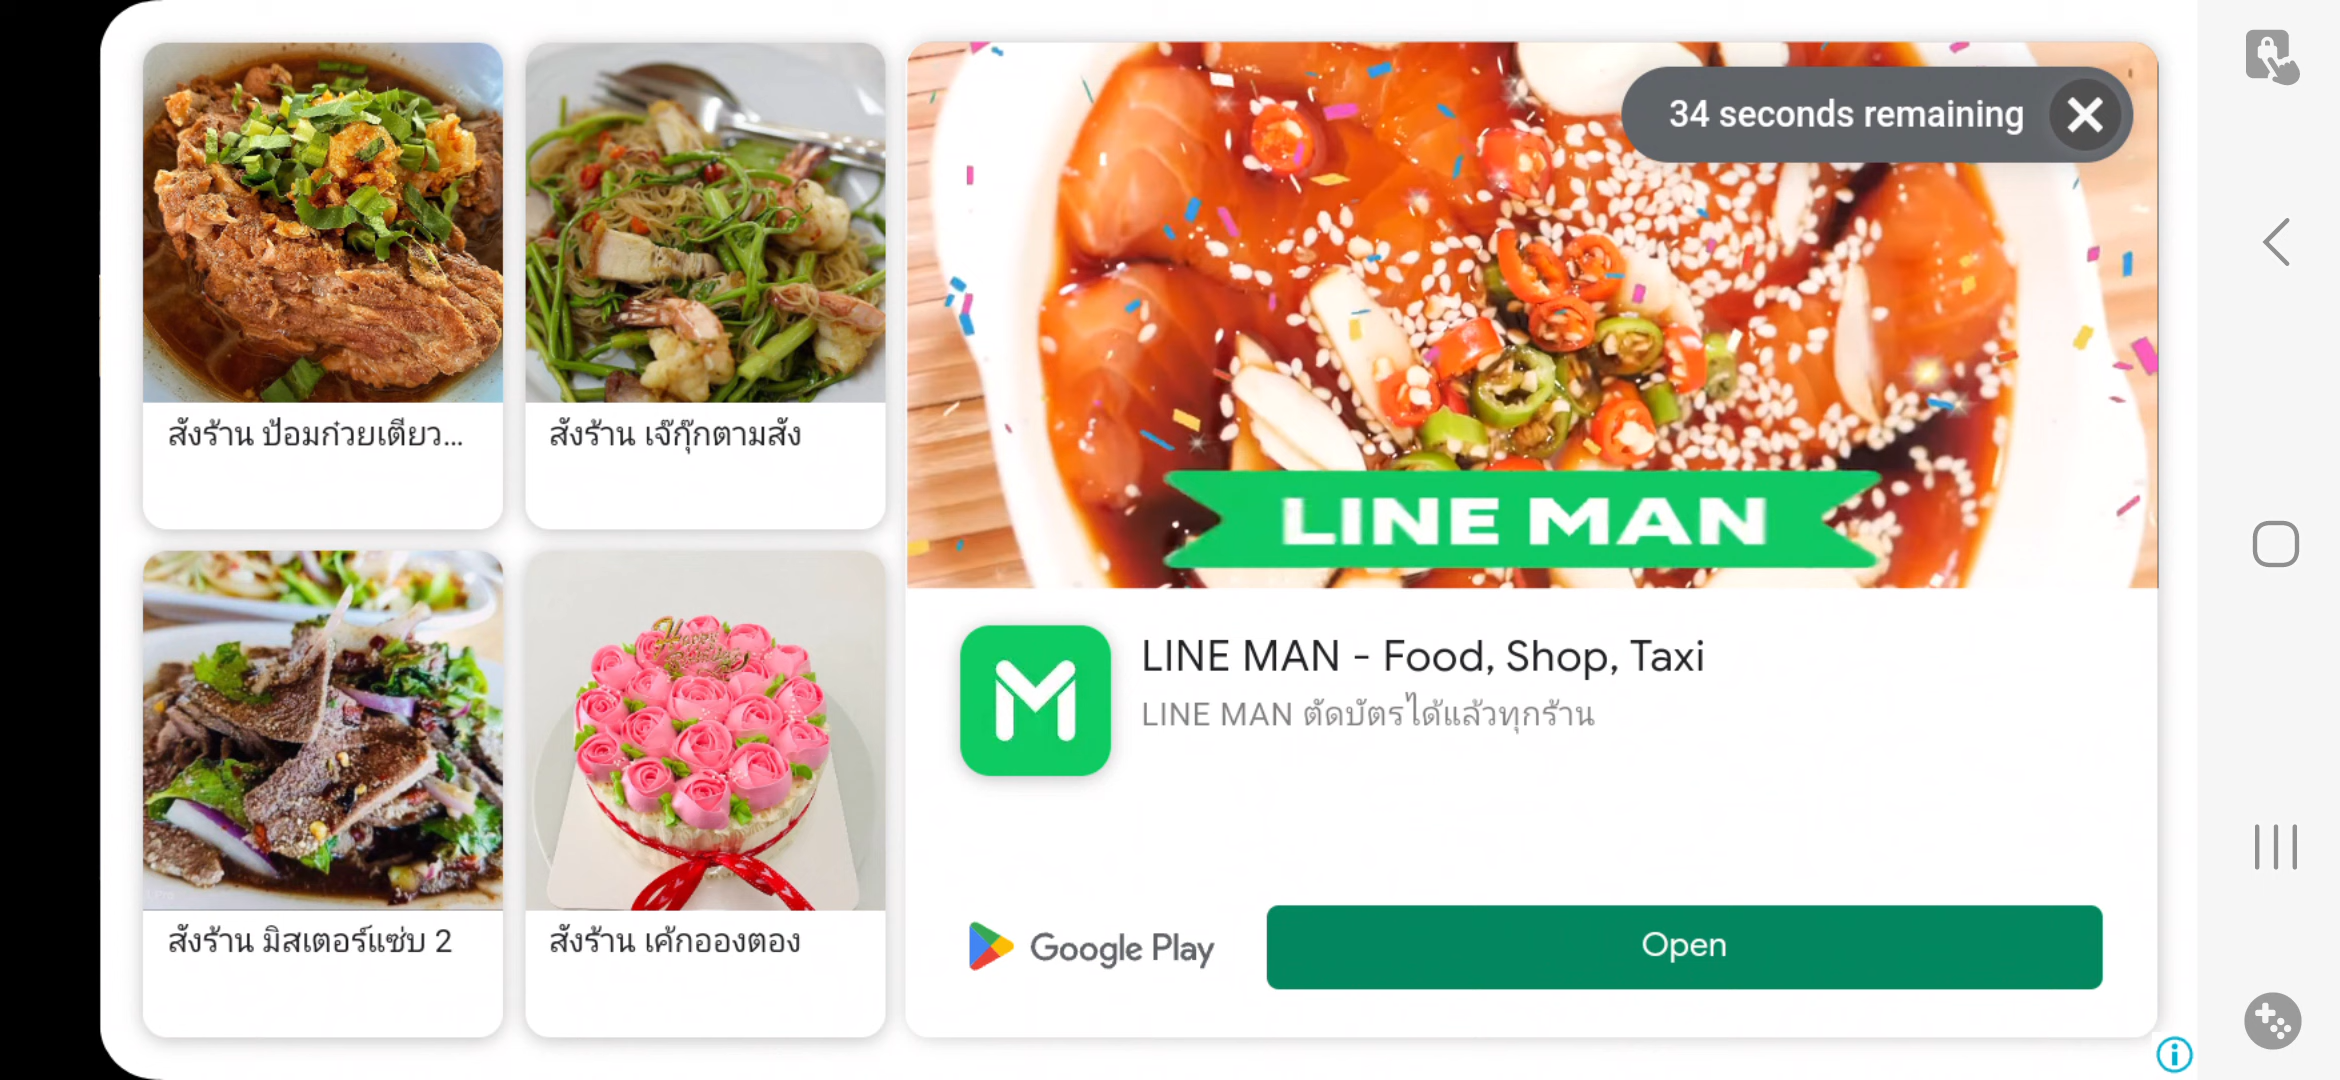 สั่งร้าน ป้อมก๋วยเตี๋ยว...
สั่งร้าน เจ๊กุ๊กตามสั่ง
สั่งร้าน มิสเตอร์แซ่บ 2
Happy
Birthday
สั่งร้าน เค้กอองตอง
34 seconds remaining
LINE MAN
LINE MAN - Food, Shop, Taxi
LINE MAN ตัดบัตรได้แล้วทุกร้าน
Google Play
Open